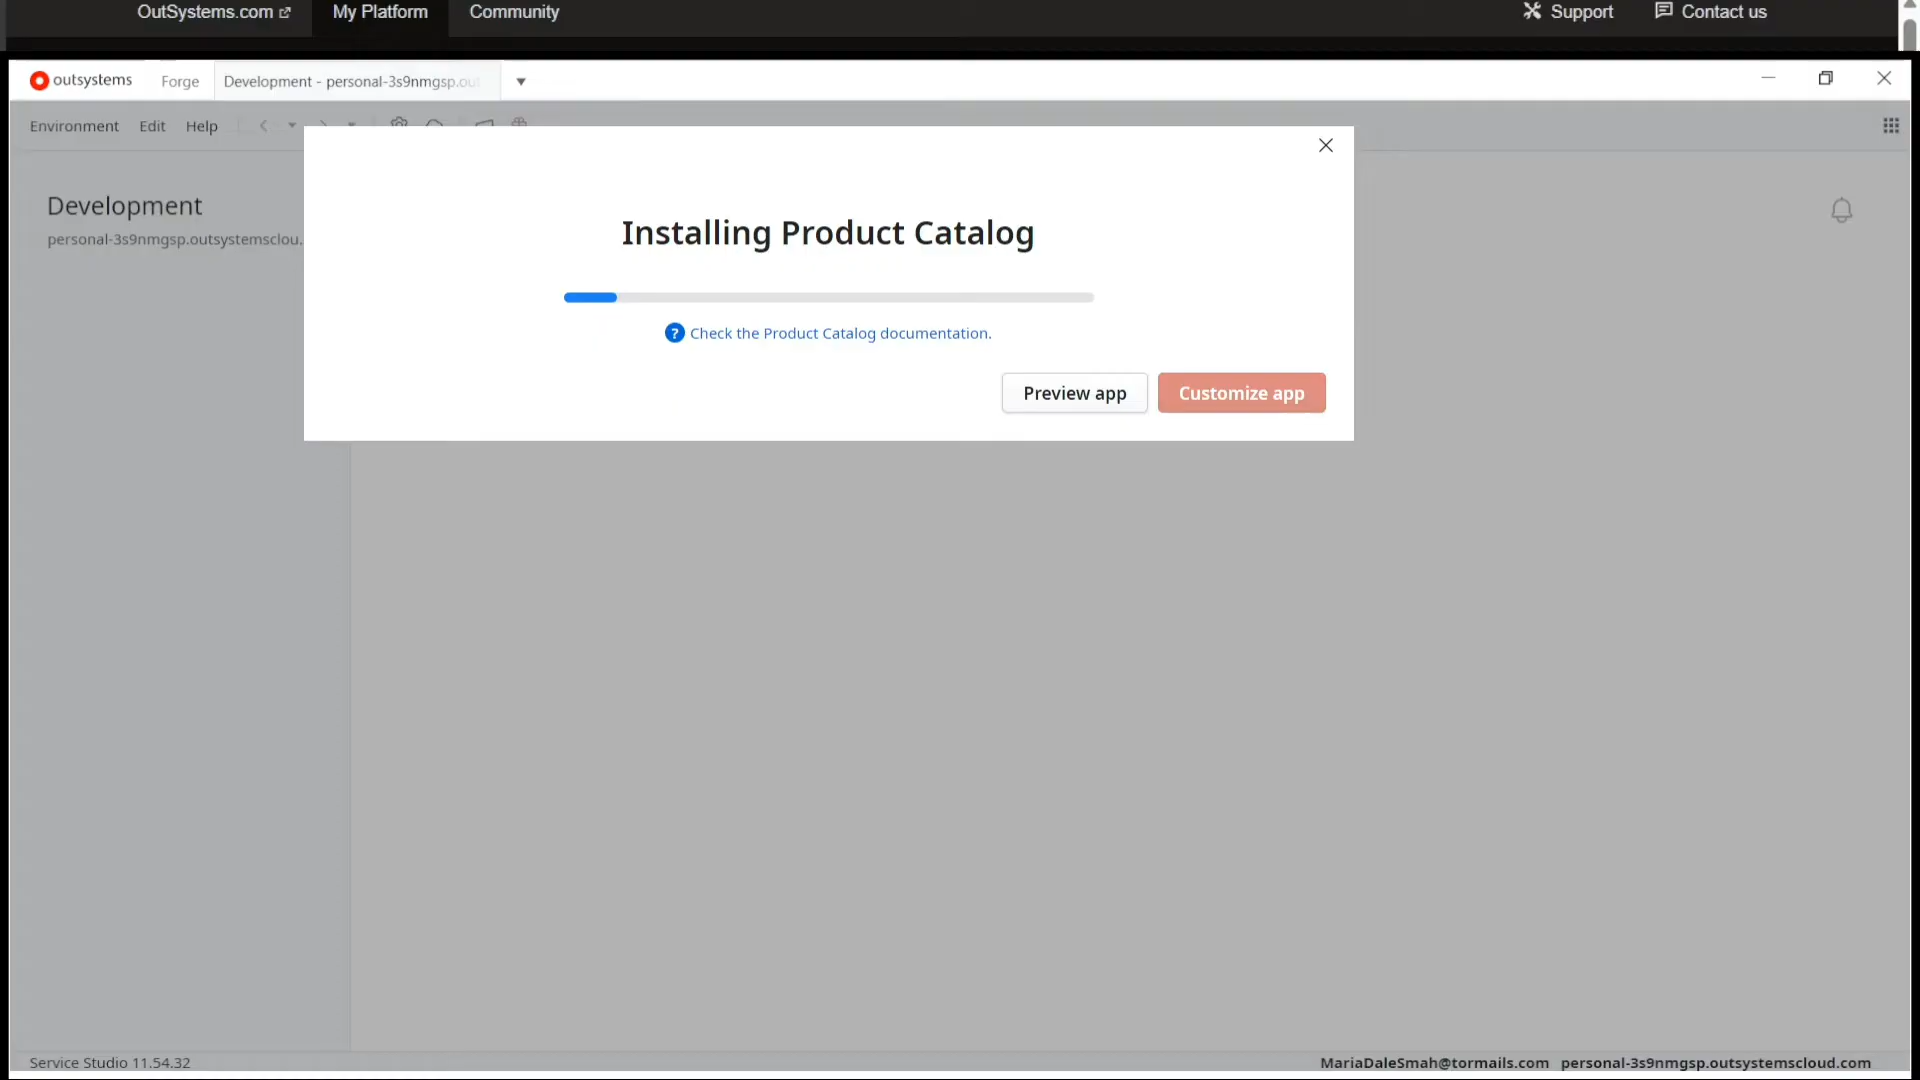 OutSystems.com
My Platform
Community
Support
Contact us
outsystems
Forge
Development - personal-3s9nmgsp.ou
Environment
Edit
Help
Development
personal-3s9nmgsp.outsystemsclou.
Installing Product Catalog
? Check the Product Catalog documentation.
Preview app
Customize app
Service Studio 11.54.32
MariaDaleSmah@tormails.com
personal-3s9nmgsp.outsystemscloud.com